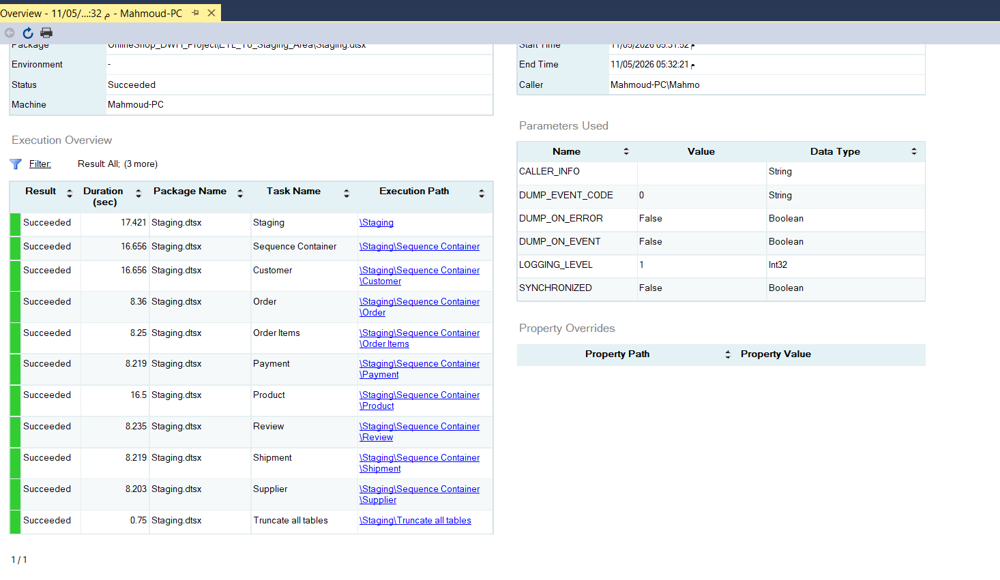 Overview - 11/05/...:32 م - Mahmoud-PC
Package OnlineShop_DWH_Project\ETL_To_Staging_Area\Staging.dtsx
Environment -
Status Succeeded
Machine Mahmoud-PC
Start Time 11/05/2026 05:31:52 م
End Time 11/05/2026 05:32:21 م
Caller Mahmoud-PC\Mahmo
Execution Overview
Filter: Result: All; (3 more)
Result Duration (sec) Package Name Task Name Execution Path
Succeeded 17.421 Staging.dtsx Staging \Staging
Succeeded 16.656 Staging.dtsx Sequence Container \Staging\Sequence Container
Succeeded 16.656 Staging.dtsx Customer \Staging\Sequence Container
\Customer
Succeeded 8.36 Staging.dtsx Order \Staging\Sequence Container
\Order
Succeeded 8.25 Staging.dtsx Order Items \Staging\Sequence Container
\Order Items
Succeeded 8.219 Staging.dtsx Payment \Staging\Sequence Container
\Payment
Succeeded 16.5 Staging.dtsx Product \Staging\Sequence Container
\Product
Succeeded 8.235 Staging.dtsx Review \Staging\Sequence Container
\Review
Succeeded 8.219 Staging.dtsx Shipment \Staging\Sequence Container
\Shipment
Succeeded 8.203 Staging.dtsx Supplier \Staging\Sequence Container
\Supplier
Succeeded 0.75 Staging.dtsx Truncate all tables \Staging\Truncate all tables
Parameters Used
Name Value Data Type
CALLER_INFO String
DUMP_EVENT_CODE 0 String
DUMP_ON_ERROR False Boolean
DUMP_ON_EVENT False Boolean
LOGGING_LEVEL 1 Int32
SYNCHRONIZED False Boolean
Property Overrides
Property Path Property Value
1 / 1